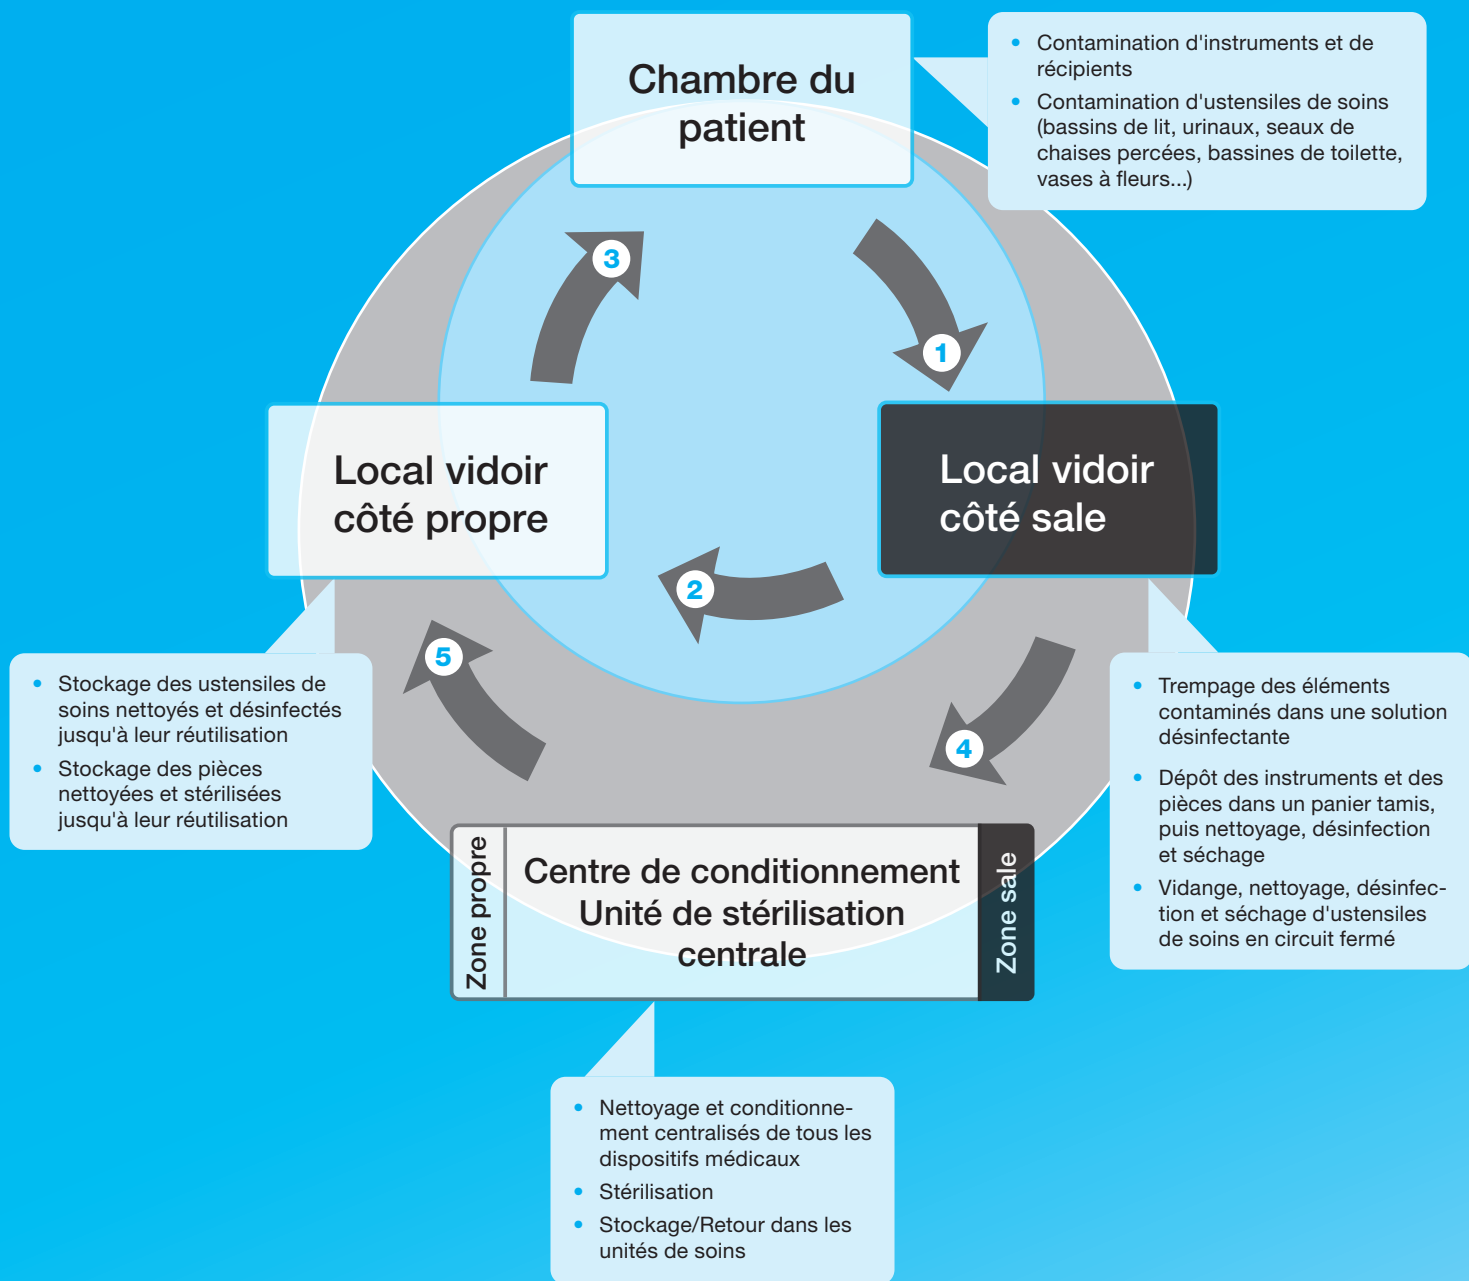 Chambre du
patient
• Contamination d'instruments et de
récipients
• Contamination d'ustensiles de soins
(bassins de lit, urinaux, seaux de
chaises percées, bassines de toilette,
vases à fleurs...)
3
1
Local vidoir
côté propre
Local vidoir
côté sale
2
5
4
• Stockage des ustensiles de
soins nettoyés et désinfectés
jusqu'à leur réutilisation
• Stockage des pièces
nettoyées et stérilisées
jusqu'à leur réutilisation
• Trempage des éléments
contaminés dans une solution
désinfectante
• Dépôt des instruments et des
pièces dans un panier tamis,
puis nettoyage, désinfection
et séchage
• Vidange, nettoyage, désinfec-
tion et séchage d'ustensiles
de soins en circuit fermé
Zone propre
Centre de conditionnement
Unité de stérilisation
centrale
Zone sale
• Nettoyage et conditionne-
ment centralisés de tous les
dispositifs médicaux
• Stérilisation
• Stockage/Retour dans les
unités de soins